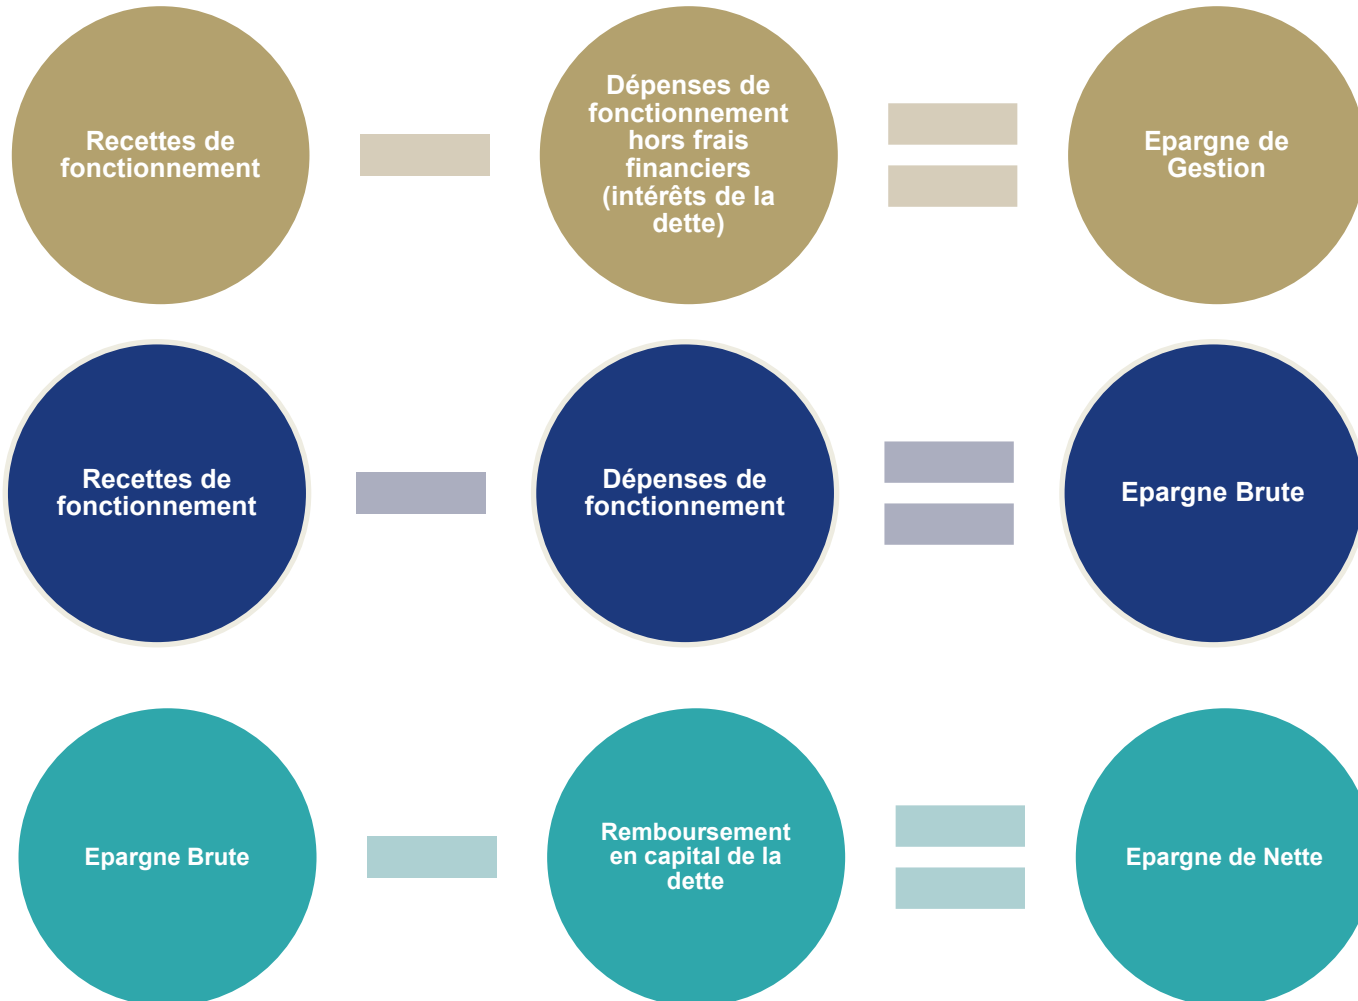 Recettes de
fonctionnement
Dépenses de
fonctionnement
hors frais
financiers
(intérêts de la
dette)
Epargne de
Gestion
Recettes de
fonctionnement
Dépenses de
fonctionnement
Epargne Brute
Epargne Brute
Remboursement
en capital de la
dette
Epargne de Nette